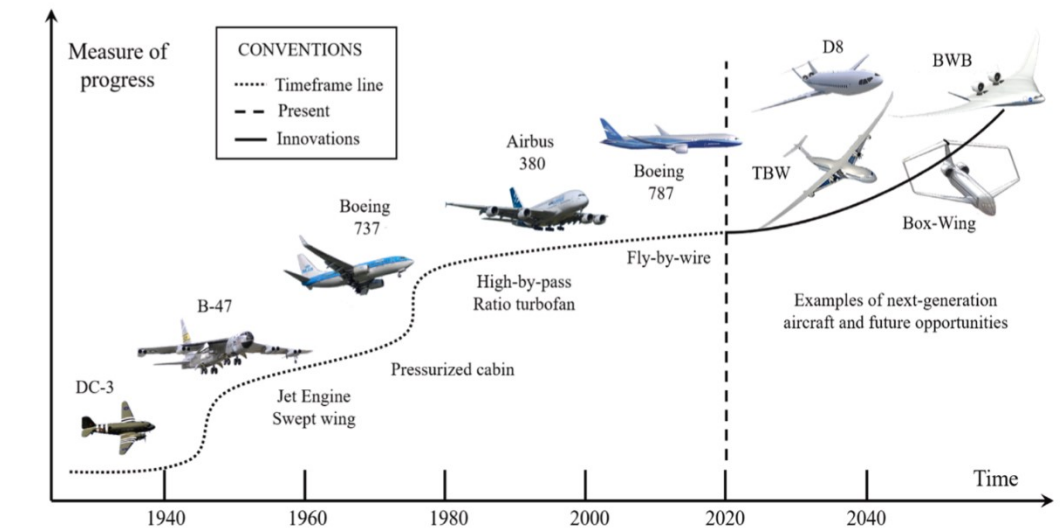 Measure of
progress
CONVENTIONS
Timeframe line
Present
Innovations
D8
BWB
Airbus
380
Boeing
787
TBW
Boeing
737
Box-Wing
Fly-by-wire
High-by-pass
Ratio turbofan
Examples of next-generation
aircraft and future opportunities
B-47
Pressurized cabin
DC-3
Jet Engine
Swept wing
Time
1940
1960
1980
2000
2020
2040